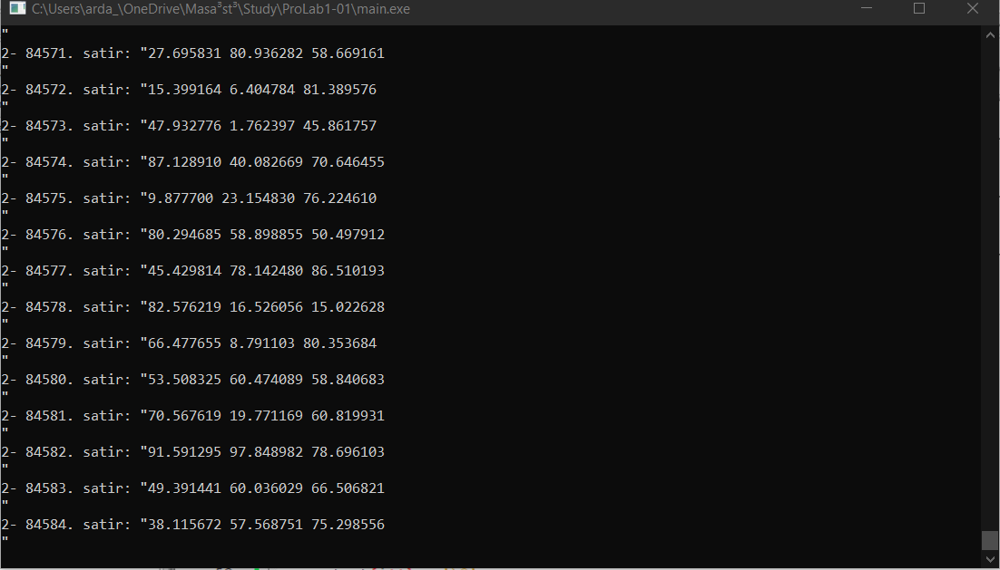 C:\Users\arda_\OneDrive\Masa³st³\Study\ProLab1-01\main.exe
"
2- 84571. satir: "27.695831 80.936282 58.669161
"
2- 84572. satir: "15.399164 6.404784 81.389576
"
2- 84573. satir: "47.932776 1.762397 45.861757
"
2- 84574. satir: "87.128910 40.082669 70.646455
"
2- 84575. satir: "9.877700 23.154830 76.224610
"
2- 84576. satir: "80.294685 58.898855 50.497912
"
2- 84577. satir: "45.429814 78.142480 86.510193
"
2- 84578. satir: "82.576219 16.526056 15.022628
"
2- 84579. satir: "66.477655 8.791103 80.353684
"
2- 84580. satir: "53.508325 60.474089 58.840683
"
2- 84581. satir: "70.567619 19.771169 60.819931
"
2- 84582. satir: "91.591295 97.848982 78.696103
"
2- 84583. satir: "49.391441 60.036029 66.506821
"
2- 84584. satir: "38.115672 57.568751 75.298556
"